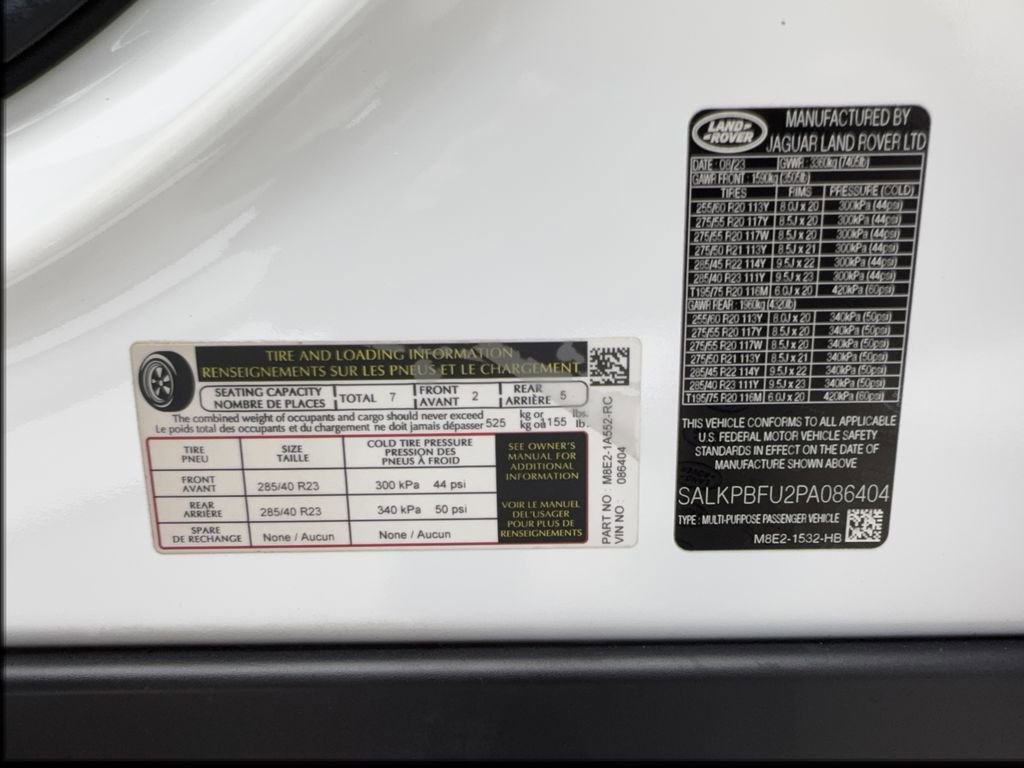 TIRE AND LOADING INFORMATION
RENSEIGNEMENTS SUR LES PNEUS ET LE CHARGEMENT
SEATING CAPACITY
NOMBRE DE PLACES
TOTAL 7
FRONT
AVANT
2
REAR
ARRIÈRE
5
The combined weight of occupants and cargo should never exceed
Le poids total des occupants et du chargement ne doit jamais dépasser
525
kg or
kg où
155
lbs.
lb.
TIRE
PNEU
SIZE
TAILLE
COLD TIRE PRESSURE
PRESSION DES
PNEUS À FROID
FRONT
AVANT
285/40 R23
300 kPa 44 psi
REAR
ARRIÈRE
285/40 R23
340 kPa 50 psi
SPARE
DE RECHANGE
None / Aucun
None / Aucun
SEE OWNER'S
MANUAL FOR
ADDITIONAL
INFORMATION
VOIR LE MANUEL
DEL'USAGER
POUR PLUS DE
RENSEIGNEMENTS
PART NO : M8E2-1A552-RC
VIN NO : 086404
LAND
ROVER
MANUFACTURED BY
JAGUAR LAND ROVER LTD
DATE : 08/23 GVWR : 3360kg (7405lb)
GAWR FRONT : 1590kg (3505lb)
TIRES RIMS PRESSURE (COLD)
255/60 R20 113Y 8.0J x 20 300kPa (44psi)
275/55 R20 117Y 8.5J x 20 300kPa (44psi)
275/55 R20 117W 8.5J x 20 300kPa (44psi)
275/50 R21 113Y 8.5J x 21 300kPa (44psi)
285/45 R22 114Y 9.5J x 22 300kPa (44psi)
285/40 R23 111Y 9.5J x 23 300kPa (44psi)
T195/75 R20 116M 6.0J x 20 420kPa (60psi)
GAWR REAR : 1960kg (4320lb)
255/60 R20 113Y 8.0J x 20 340kPa (50psi)
275/55 R20 117Y 8.5J x 20 340kPa (50psi)
275/55 R20 117W 8.5J x 20 340kPa (50psi)
275/50 R21 113Y 8.5J x 21 340kPa (50psi)
285/45 R22 114Y 9.5J x 22 340kPa (50psi)
285/40 R23 111Y 9.5J x 23 340kPa (50psi)
T195/75 R20 116M 6.0J x 20 420kPa (60psi)
THIS VEHICLE CONFORMS TO ALL APPLICABLE
U.S. FEDERAL MOTOR VEHICLE SAFETY
STANDARDS IN EFFECT ON THE DATE OF
MANUFACTURE SHOWN ABOVE
SALKPBFU2PA086404
TYPE : MULTI-PURPOSE PASSENGER VEHICLE
M8E2-1532-HB